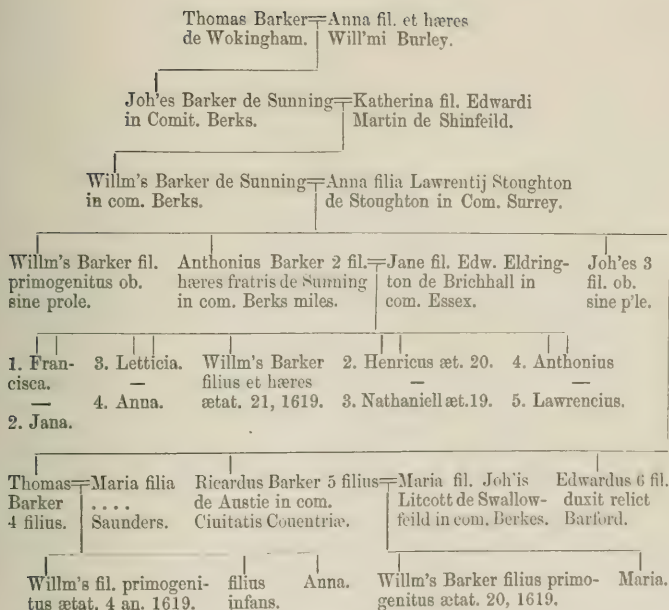 Thomas Barker Anna fil. et hæres
de Wokingham. Will'mi Burley.
Joh'es Barker de Sunning Katherina fil. Edwardi
in Comit. Berks. Martin de Shinfeild.
Willm's Barker de Sunning Anna filia Lawrentij Stoughton
in com. Berks. de Stoughton in Com. Surrey.
Willm's Barker fil. Anthonius Barker 2 fil. Jane fil. Edw. Eldring- Joh'es 3
primogenitus ob. hæres fratris de Sunning ton de Brichhall in fil. ob.
sine prole. in com. Berks miles. com. Essex. sine p'le.
1. Fran- 3. Letticia. Willm's Barker 2. Henricus æt. 20. 4. Anthonius
cisca. — filius et hæres — —
— 4. Anna. ætat. 21, 1619. 3. Nathaniell æt. 19. 5. Lawrencius.
2. Jana.
Thomas Maria filia Ricardus Barker 5 filius Maria fil. Joh'is Edwardus 6 fil.
Barker .... de Austie in com. Litcott de Swallow- duxit relict
4 filius. Saunders. Ciuitatis Couentriæ. feild in com. Berkes. Barford.
Willm's fil. primogeni- filius Anna. Willm's Barker filius primo- Maria.
tus ætat. 4 an. 1619. infans. genitus ætat. 20, 1619.